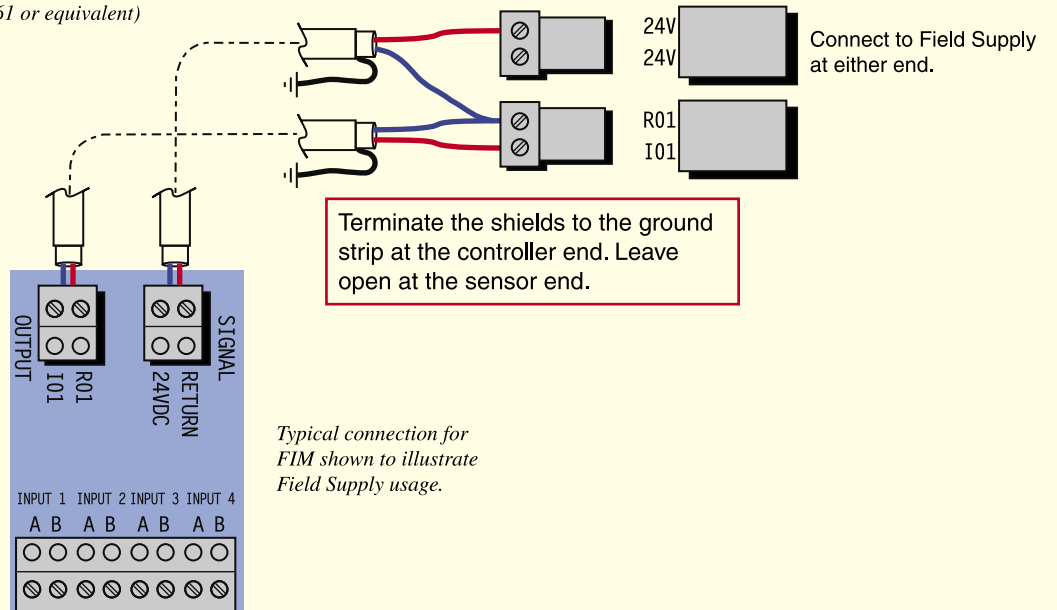 61 or equivalent)
24V
24V
Connect to Field Supply
at either end.
R01
I01
Terminate the shields to the ground
strip at the controller end. Leave
open at the sensor end.
OUTPUT
I01
R01
24VDC
RETURN
SIGNAL
Typical connection for
FIM shown to illustrate
Field Supply usage.
INPUT 1 INPUT 2 INPUT 3 INPUT 4
A B A B A B A B